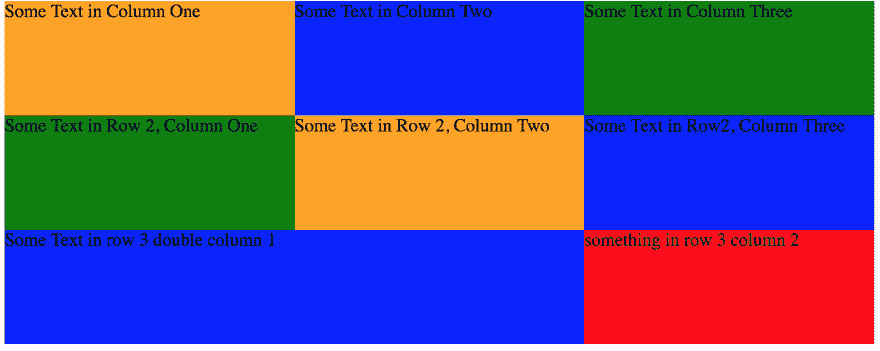 Some Text in Column One
Some Text in Column Two
Some Text in Column Three
Some Text in Row 2, Column One
Some Text in Row 2, Column Two
Some Text in Row2, Column Three
Some Text in row 3 double column 1
something in row 3 column 2